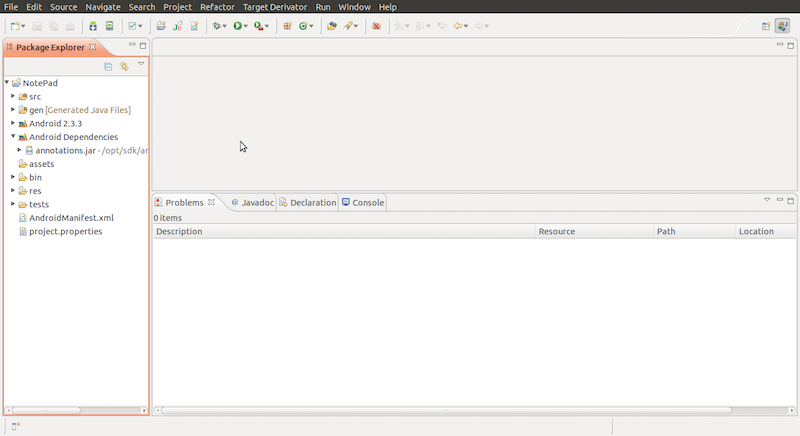 File Edit Source Navigate Search Project Refactor Target Derivator Run Window Help
Package Explorer
NotePad
src
gen [Generated Java Files]
Android 2.3.3
Android Dependencies
annotations.jar - /opt/sdk/ar
assets
bin
res
tests
AndroidManifest.xml
project.properties
Problems @ Javadoc Declaration Console
0 items
Description Resource Path Location